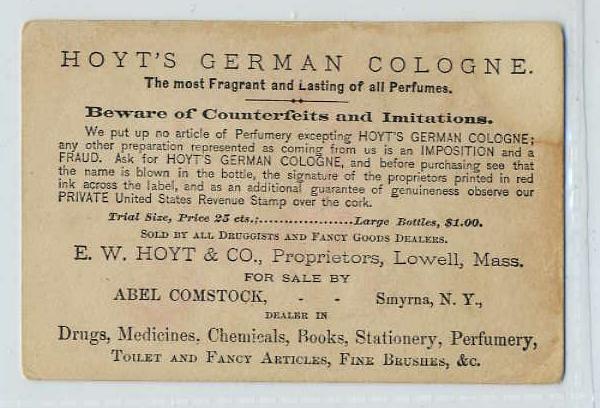 HOYT'S GERMAN COLOGNE.
The most Fragrant and Lasting of all Perfumes.
Beware of Counterfeits and Imitations.
We put up no article of Perfumery excepting HOYT'S GERMAN COLOGNE;
any other preparation represented as coming from us is an IMPOSITION and a
FRAUD. Ask for HOYT'S GERMAN COLOGNE, and before purchasing see that
the name is blown in the bottle, the signature of the proprietors printed in red
ink across the label, and as an additional guarantee of genuineness observe our
PRIVATE United States Revenue Stamp over the cork.
Trial Size, Price 25 cts.:...................Large Bottles, $1.00.
SOLD BY ALL DRUGGISTS AND FANCY GOODS DEALERS.
E. W. HOYT & CO., Proprietors, Lowell, Mass.
FOR SALE BY
ABEL COMSTOCK, - - Smyrna, N. Y.,
DEALER IN
Drugs, Medicines, Chemicals, Books, Stationery, Perfumery,
TOILET AND FANCY ARTICLES, FINE BRUSHES, &c.